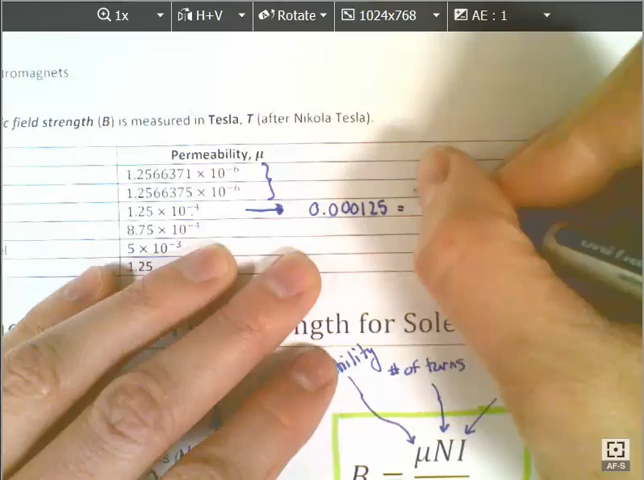 1x H+V Rotate 1024x768 AE : 1
tromagnets
ic field strength (B) is measured in Tesla, T (after Nikola Tesla).
Permeability, μ
1.2566371 × 10⁻⁶
1.2566375 × 10⁻⁶
1.25 × 10⁻⁴ → 0.000125 =
8.75 × 10⁻⁴
5 × 10⁻³
1.25
ngth for Sole
# of turns
μNI
B =
AF-S